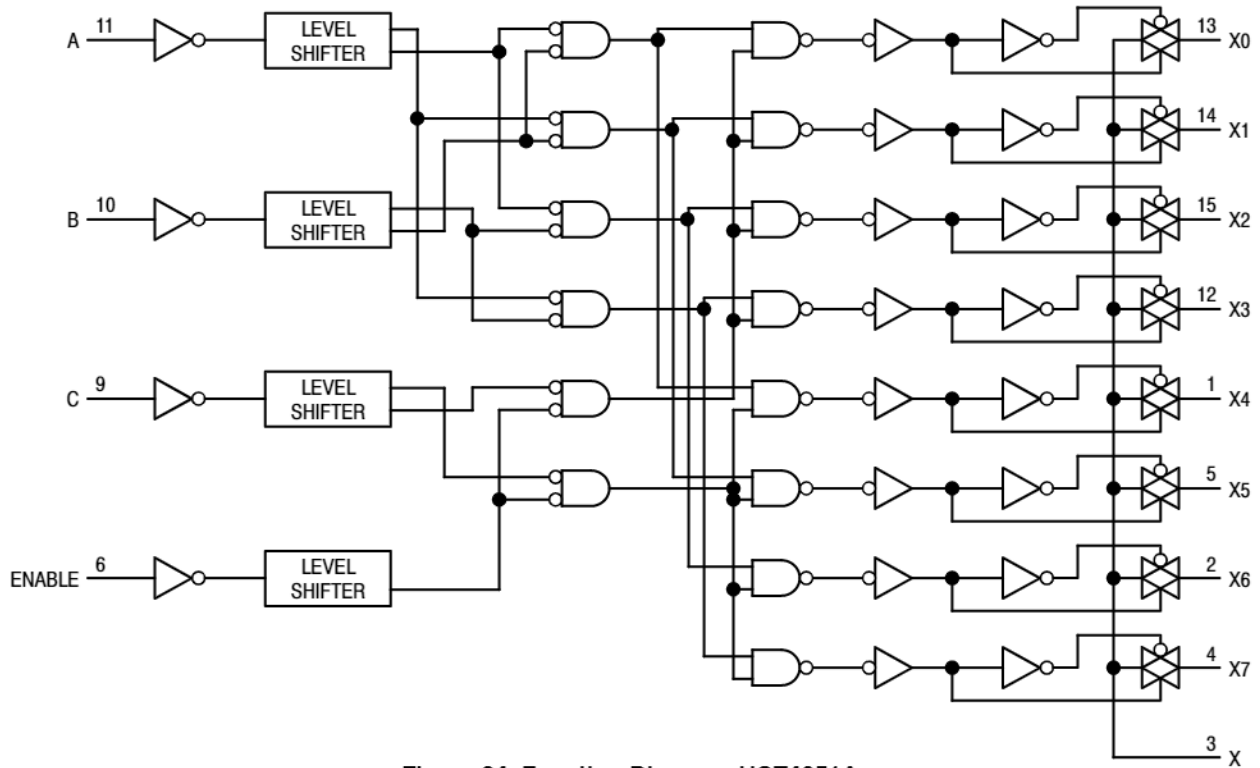 A 11
LEVEL
SHIFTER
13 X0
14 X1
B 10
LEVEL
SHIFTER
15 X2
12 X3
C 9
LEVEL
SHIFTER
1 X4
5 X5
ENABLE 6
LEVEL
SHIFTER
2 X6
4 X7
3 X